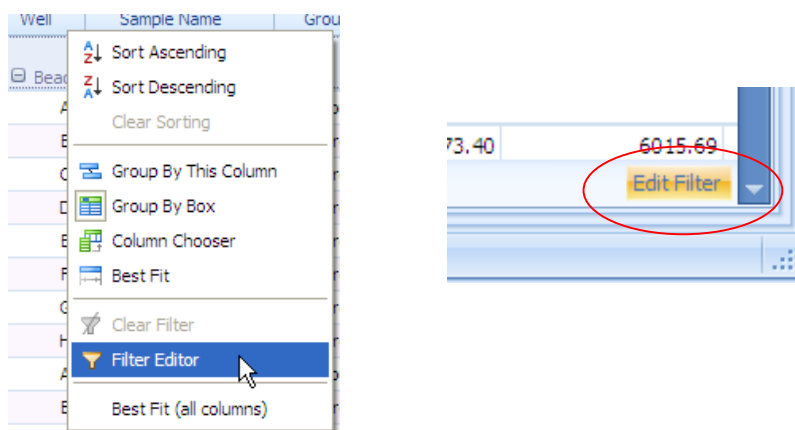 Well Sample Name
Sort Ascending
Sort Descending
Clear Sorting
Group By This Column
Group By Box
Column Chooser
Best Fit
Clear Filter
Filter Editor
Best Fit (all columns)
73.40 6015.69
Edit Filter